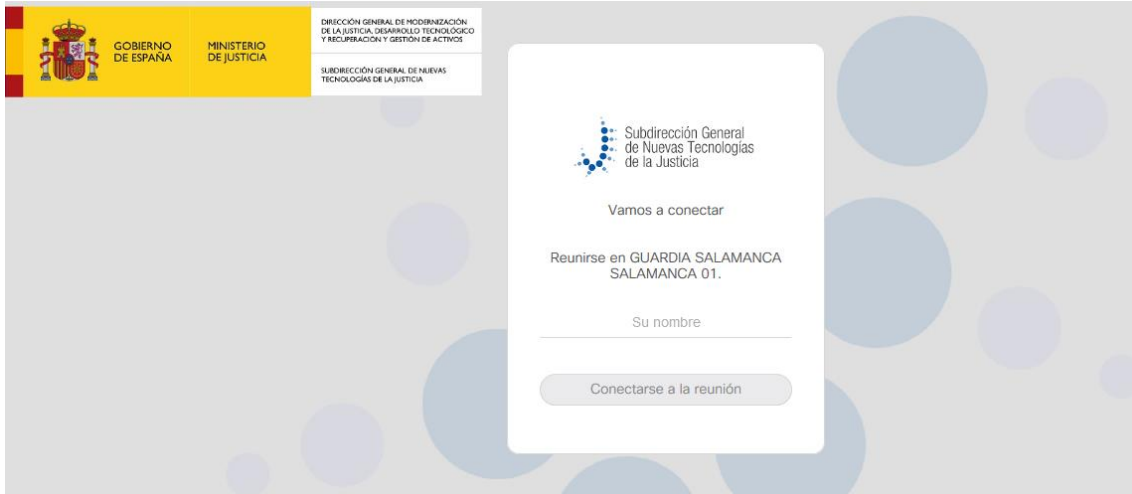 GOBIERNO
DE ESPAÑA
MINISTERIO
DE JUSTICIA
DIRECCIÓN GENERAL DE MODERNIZACIÓN
DE LA JUSTICIA, DESARROLLO TECNOLÓGICO
Y RECUPERACIÓN Y GESTIÓN DE ACTIVOS
SUBDIRECCIÓN GENERAL DE NUEVAS
TECNOLOGÍAS DE LA JUSTICIA
Subdirección General
de Nuevas Tecnologías
de la Justicia
Vamos a conectar
Reunirse en GUARDIA SALAMANCA
SALAMANCA 01.
Su nombre
Conectarse a la reunión